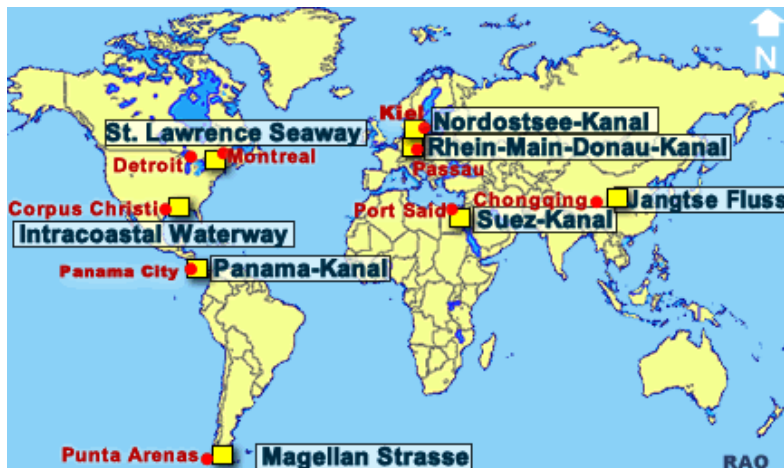 N
Kiel
Nordostsee-Kanal
St. Lawrence Seaway
Rhein-Main-Donau-Kanal
Detroit
Montreal
Passau
Corpus Christi
Port Said
Chongqing
Jangtse Fluss
Suez-Kanal
Intracoastal Waterway
Panama City
Panama-Kanal
Punta Arenas
Magellan Strasse
RAO